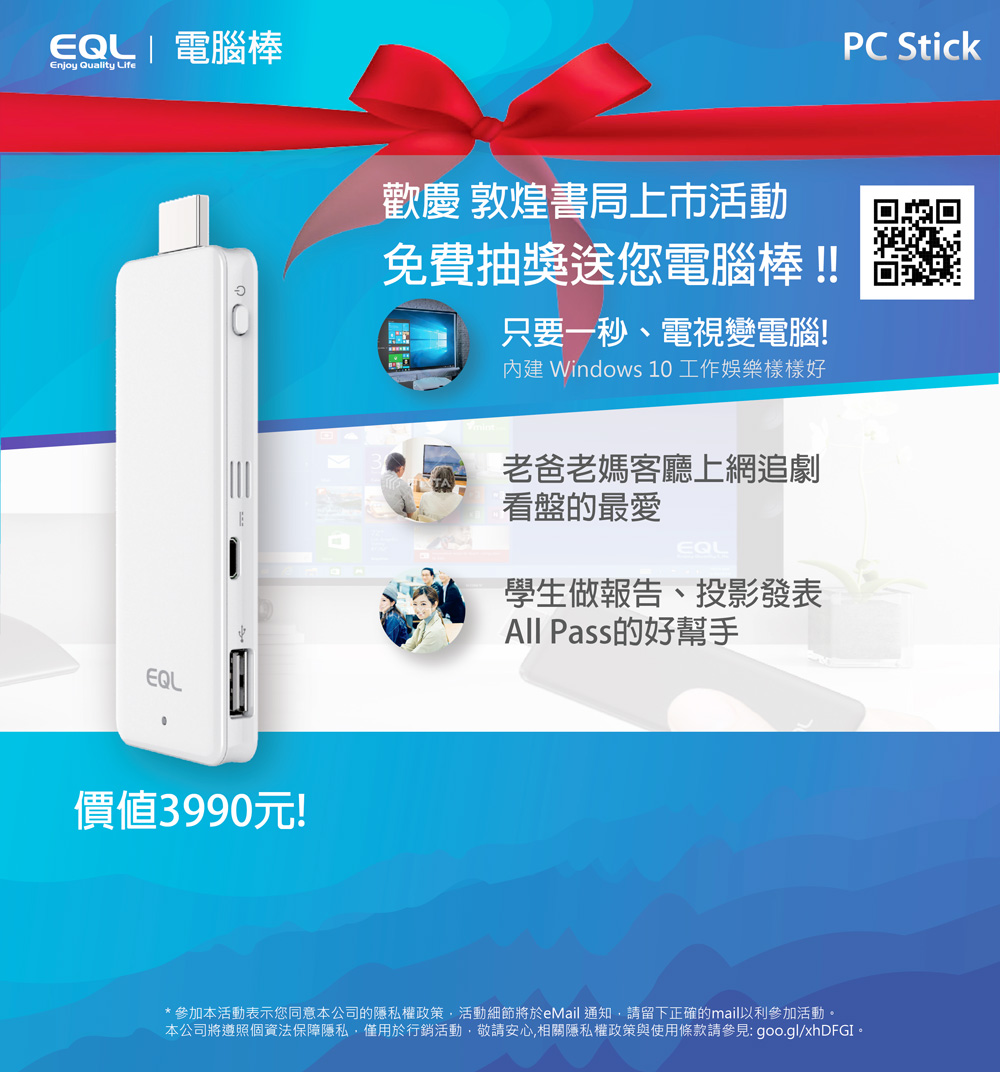 EQL
Enjoy Quality Life
電腦棒
PC Stick
歡慶 敦煌書局上市活動
免費抽獎送您電腦棒 !!
只要一秒、電視變電腦!
內建 Windows 10 工作娛樂樣樣好
老爸老媽客廳上網追劇
看盤的最愛
EQL
學生做報告、投影發表
All Pass的好幫手
EQL
價值3990元!
* 參加本活動表示您同意本公司的隱私權政策，活動細節將於eMail 通知，請留下正確的mail以利參加活動。
本公司將遵照個資法保障隱私，僅用於行銷活動，敬請安心,相關隱私權政策與使用條款請參見: goo.gl/xhDFGI。